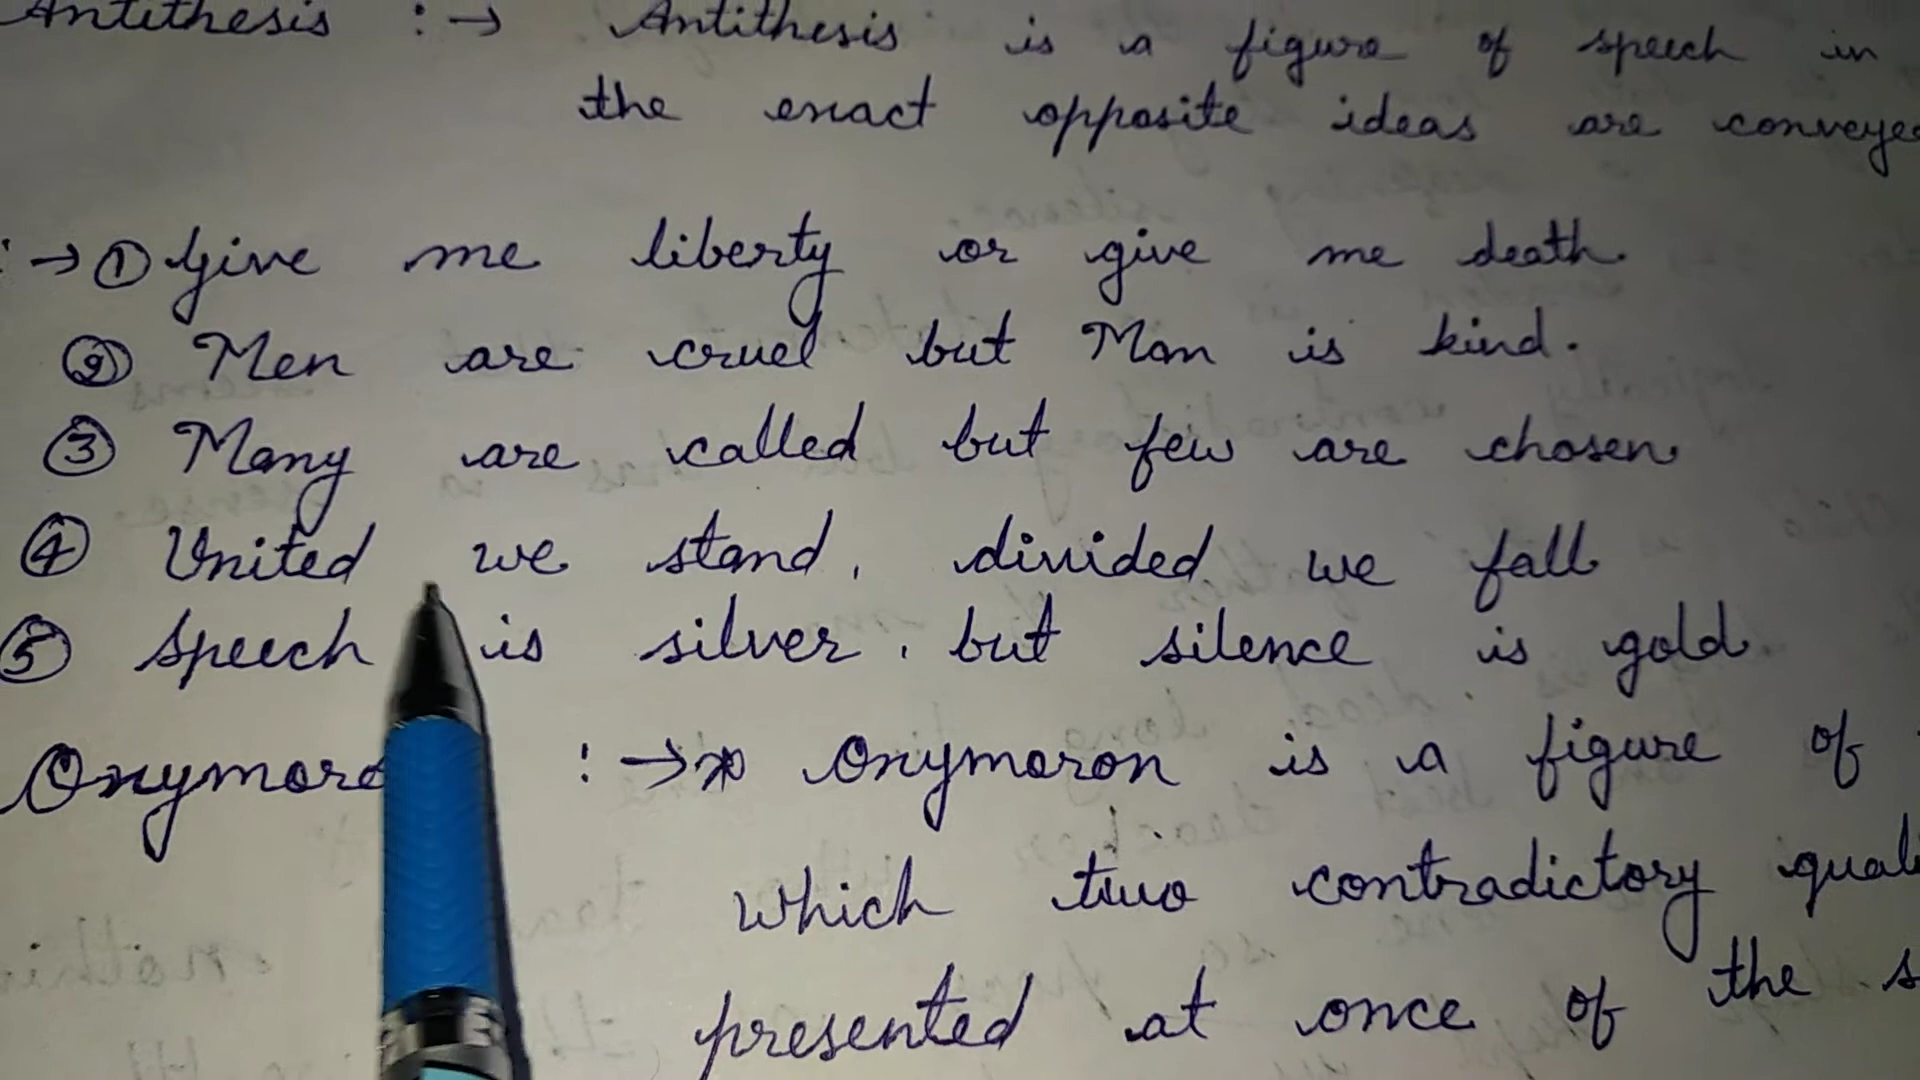 Antithesis :→ Antithesis is a figure of speech in
the exact opposite ideas are conveyed
:→ ① Give me liberty or give me death.
② Men are cruel but Man is kind.
③ Many are called but few are chosen
④ United we stand, divided we fall
⑤ Speech is silver, but silence is gold.
Oxymoro :→ Oxymoron is a figure of
which two contradictory quali
presented at once of the s